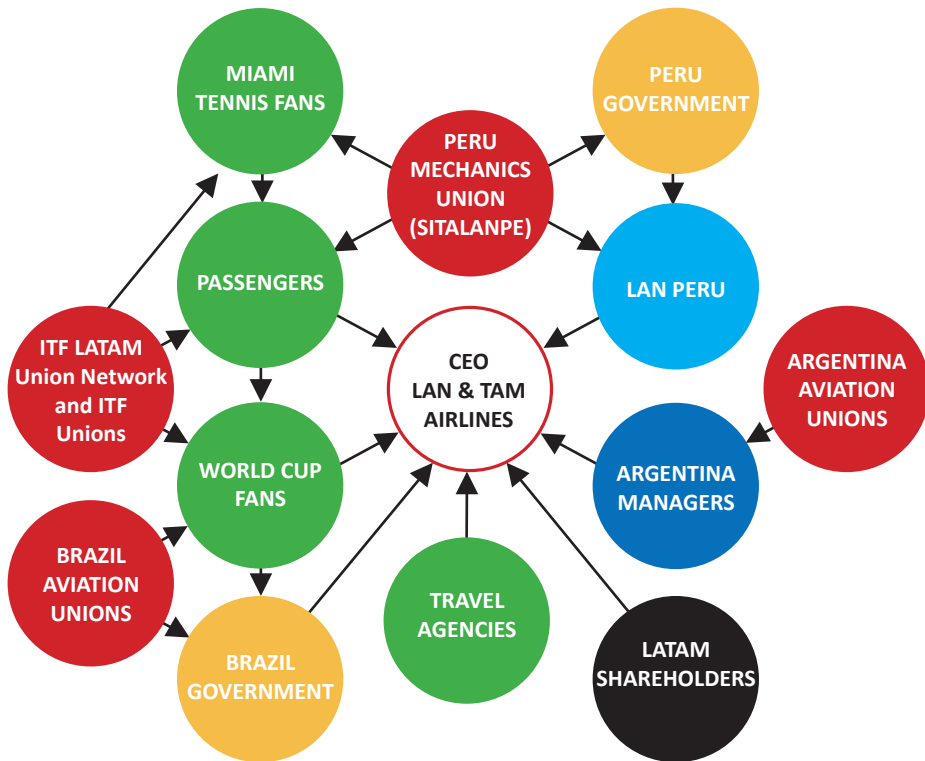 MIAMI
TENNIS FANS
PERU
GOVERNMENT
PERU
MECHANICS
UNION
(SITALANPE)
PASSENGERS
LAN PERU
ITF LATAM
Union Network
and ITF
Unions
CEO
LAN & TAM
AIRLINES
ARGENTINA
AVIATION
UNIONS
WORLD CUP
FANS
ARGENTINA
MANAGERS
BRAZIL
AVIATION
UNIONS
TRAVEL
AGENCIES
BRAZIL
GOVERNMENT
LATAM
SHAREHOLDERS